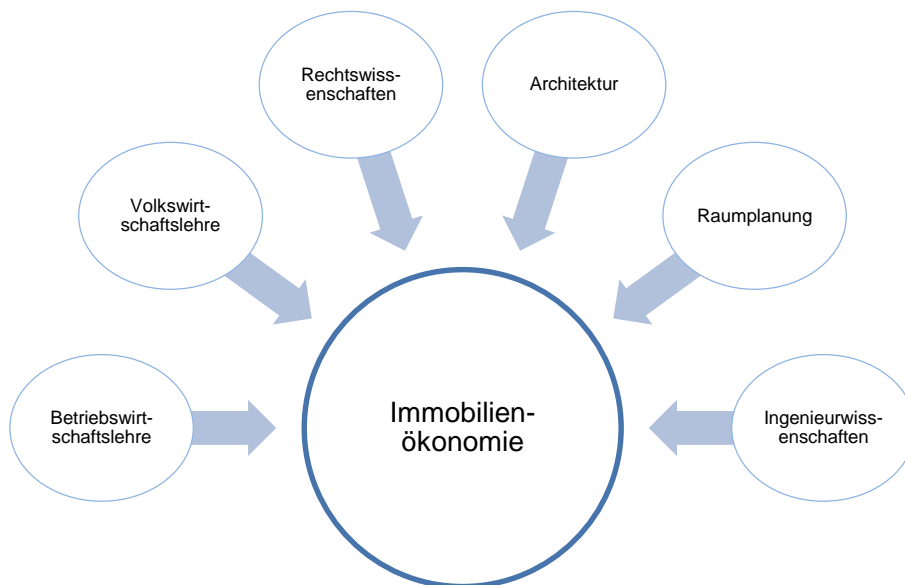 Rechtswiss-
enschaften
Architektur
Volkswirt-
schaftslehre
Raumplanung
Betriebswirt-
schaftslehre
Immobilien-
ökonomie
Ingenieurwiss-
enschaften